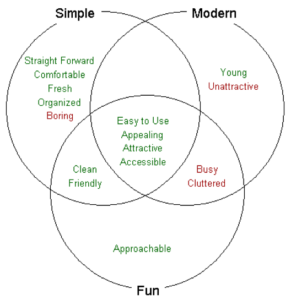 Simple
Modern
Straight Forward
Comfortable
Fresh
Organized
Boring
Young
Unattractive
Easy to Use
Appealing
Attractive
Accessible
Clean
Friendly
Busy
Cluttered
Approachable
Fun